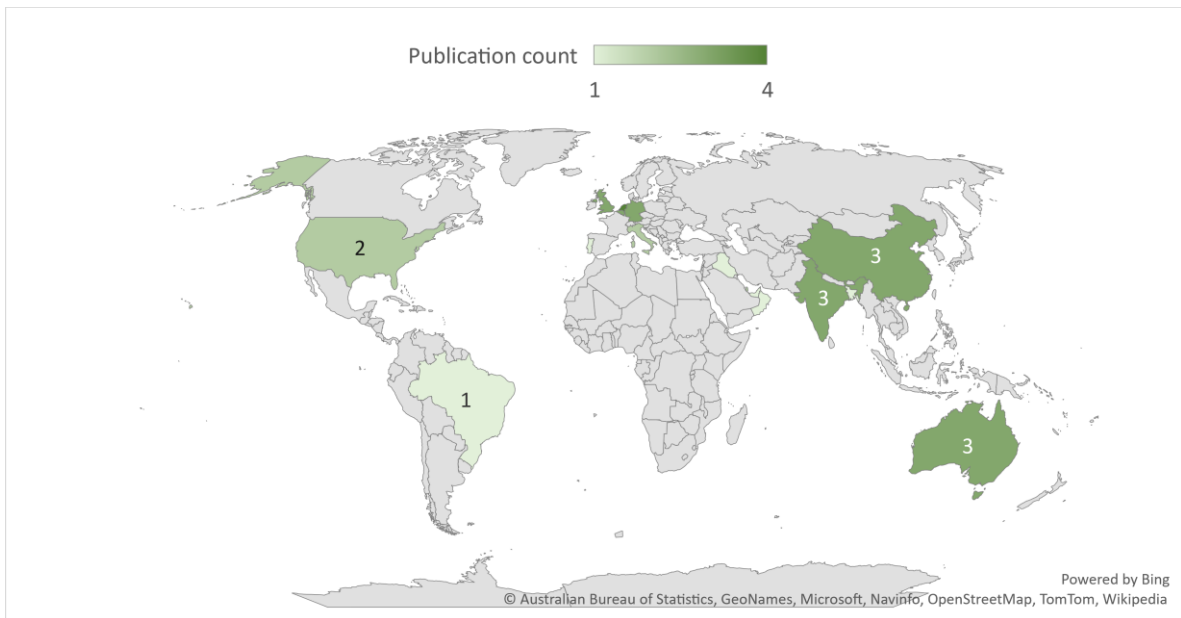 Publication count
1 4
2
3
3
1
3
Powered by Bing
© Australian Bureau of Statistics, GeoNames, Microsoft, Navinfo, OpenStreetMap, TomTom, Wikipedia